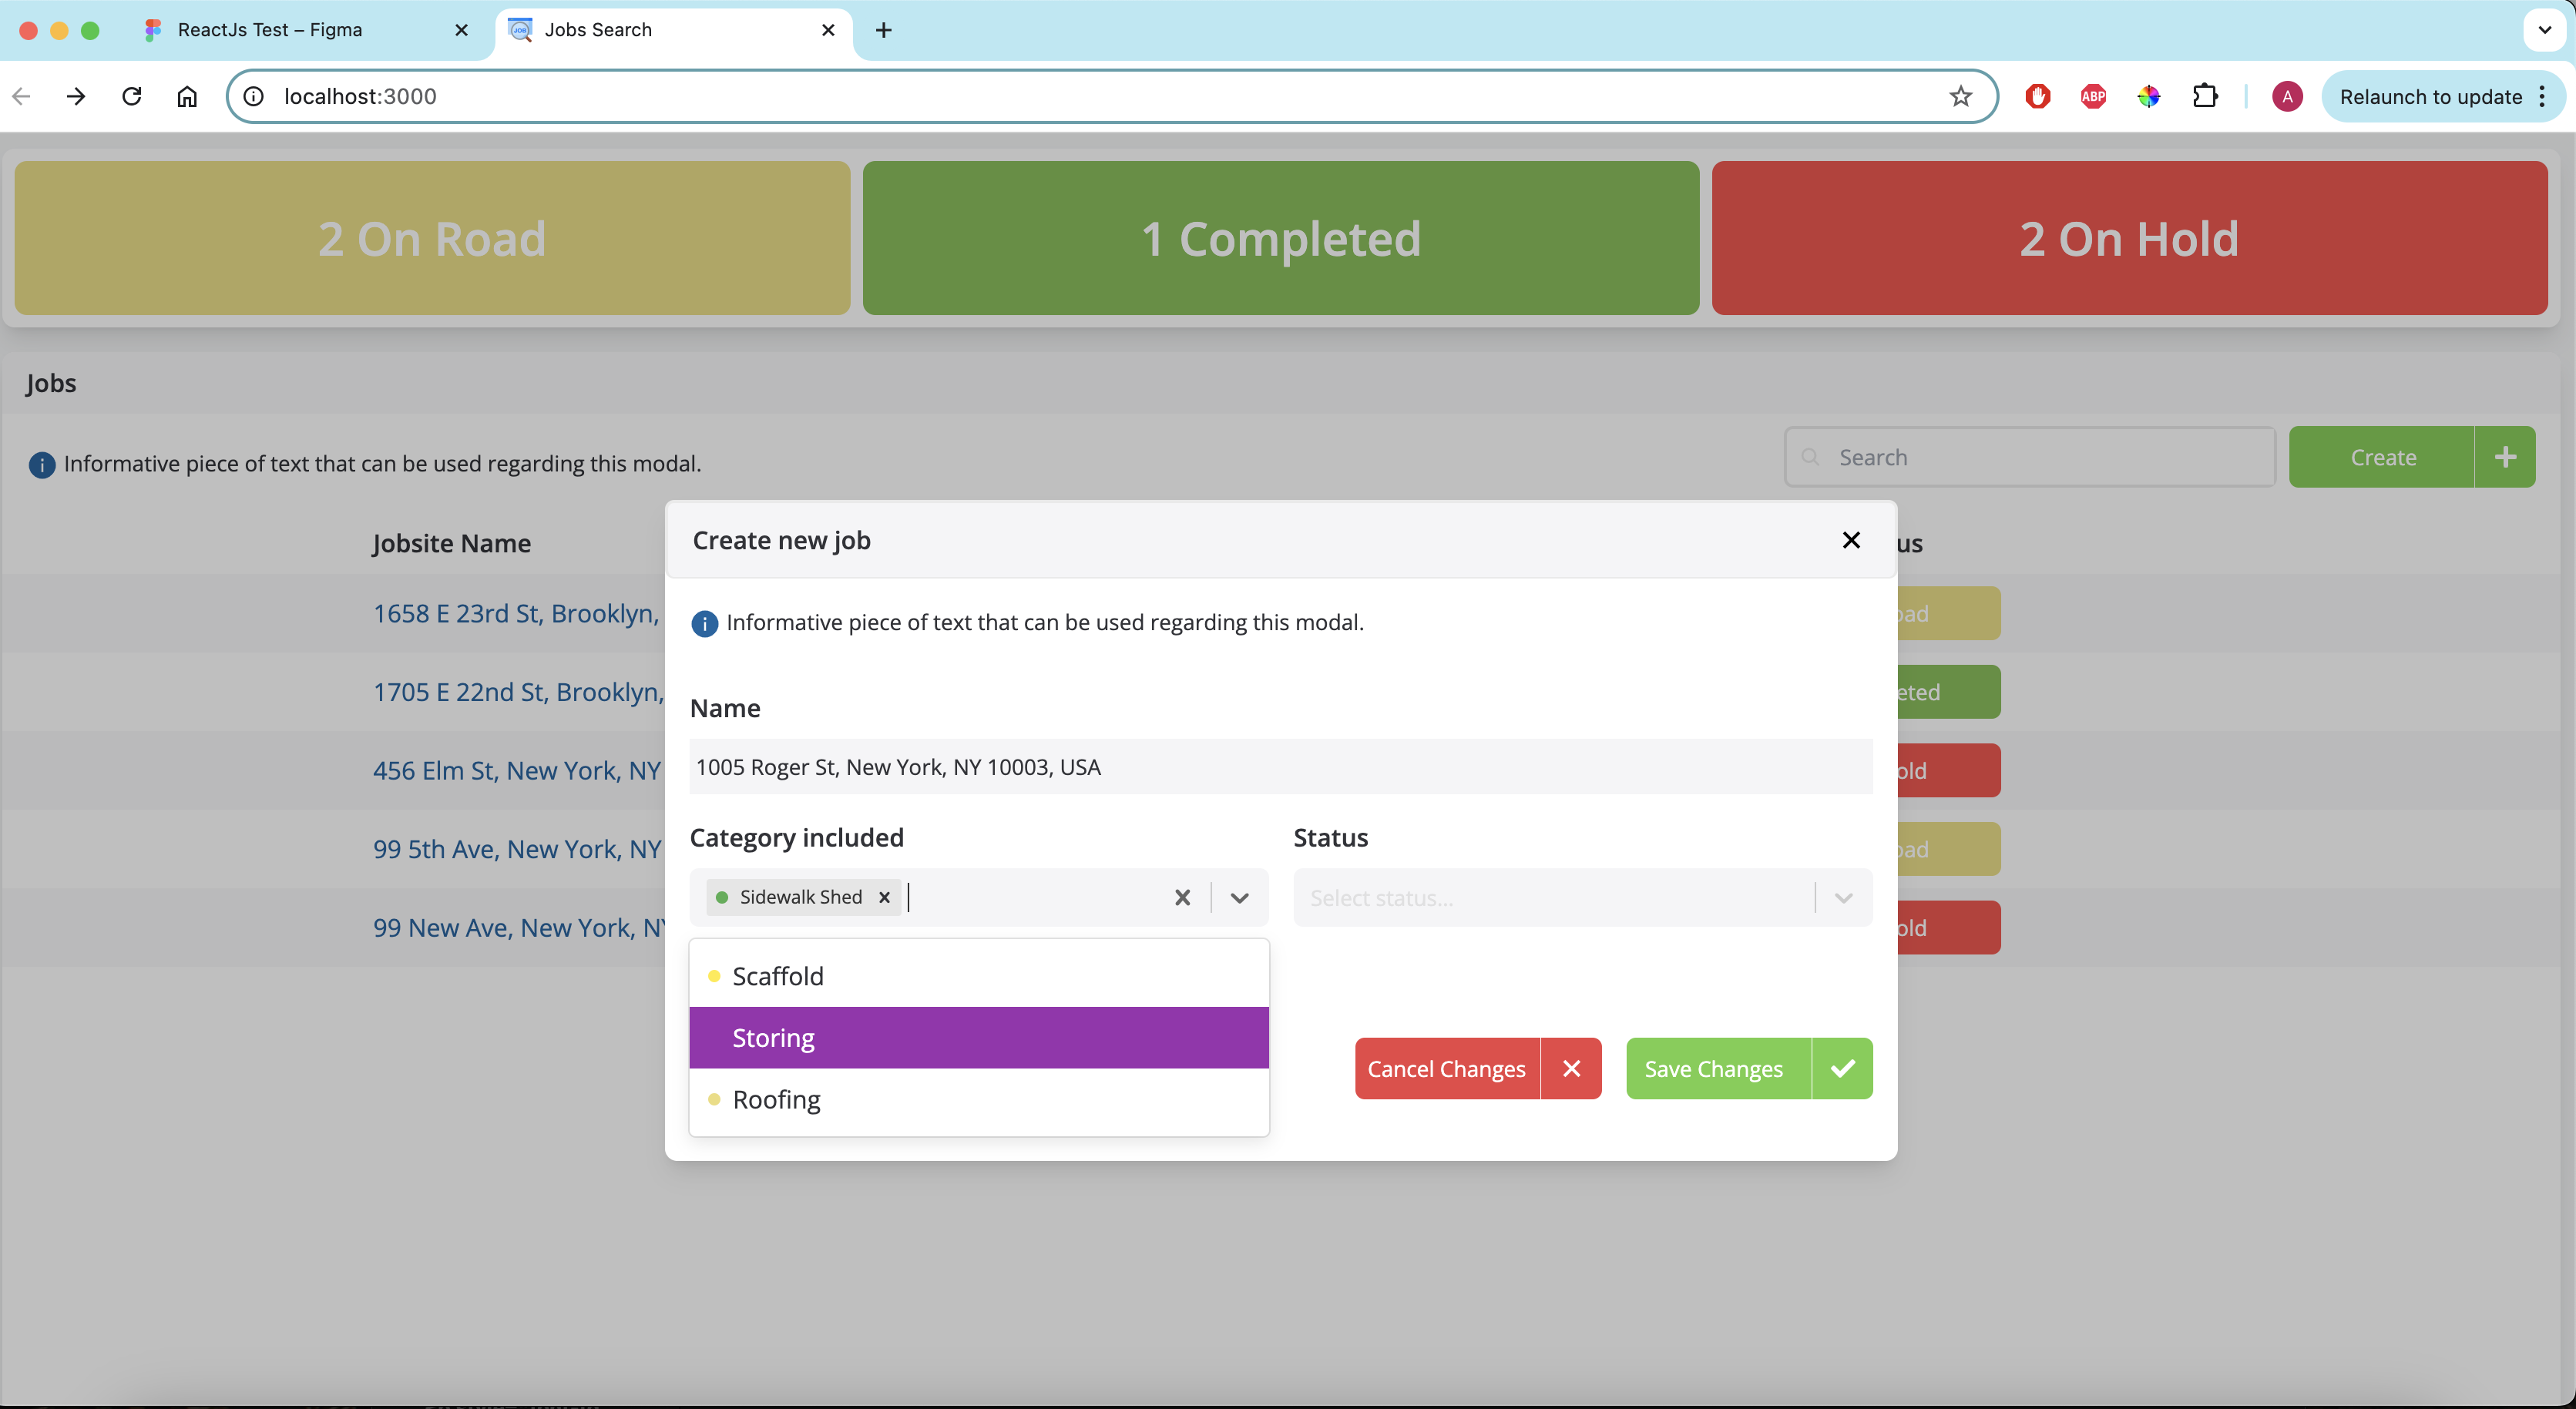 ReactJs Test – Figma
Jobs Search
localhost:3000
ABP
A
Relaunch to update
2 On Road
1 Completed
2 On Hold
Jobs
Informative piece of text that can be used regarding this modal.
Search
Create
Jobsite Name
us
1658 E 23rd St, Brooklyn,
ad
1705 E 22nd St, Brooklyn,
eted
456 Elm St, New York, NY
old
99 5th Ave, New York, NY
ad
99 New Ave, New York, NY
old
Create new job
Informative piece of text that can be used regarding this modal.
Name
1005 Roger St, New York, NY 10003, USA
Category included
Status
Sidewalk Shed
Select status...
Scaffold
Storing
Roofing
Cancel Changes
Save Changes